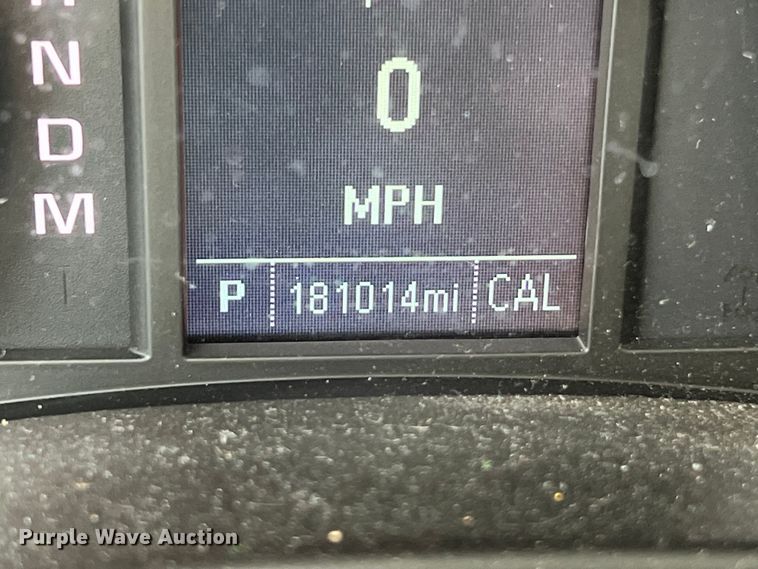 N
D
M
0
MPH
P 181014mi CAL
Purple Wave Auction